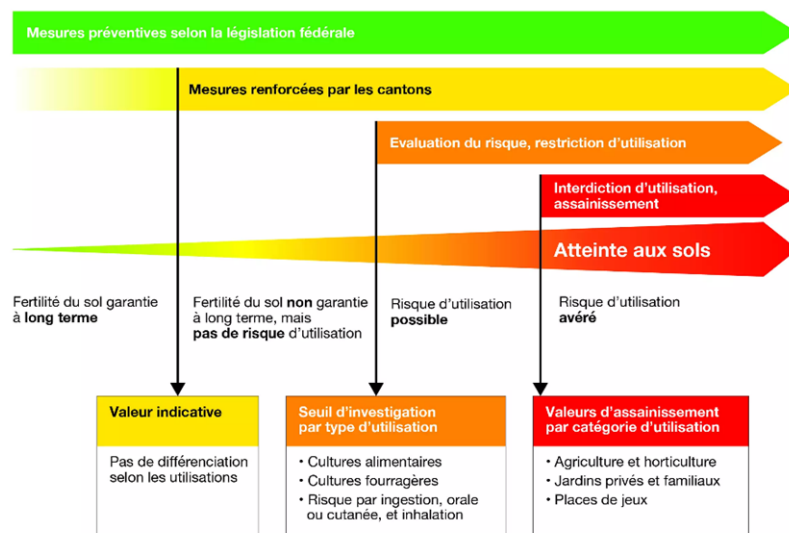 Mesures préventives selon la législation fédérale
Mesures renforcées par les cantons
Evaluation du risque, restriction d'utilisation
Interdiction d'utilisation,
assainissement
Atteinte aux sols
Fertilité du sol garantie
à long terme
Fertilité du sol non garantie
à long terme, mais
pas de risque d'utilisation
Risque d'utilisation
possible
Risque d'utilisation
avéré
Valeur indicative
Pas de différenciation
selon les utilisations
Seuil d'investigation
par type d'utilisation
• Cultures alimentaires
• Cultures fourragères
• Risque par ingestion, orale
ou cutanée, et inhalation
Valeurs d'assainissement
par catégorie d'utilisation
• Agriculture et horticulture
• Jardins privés et familiaux
• Places de jeux